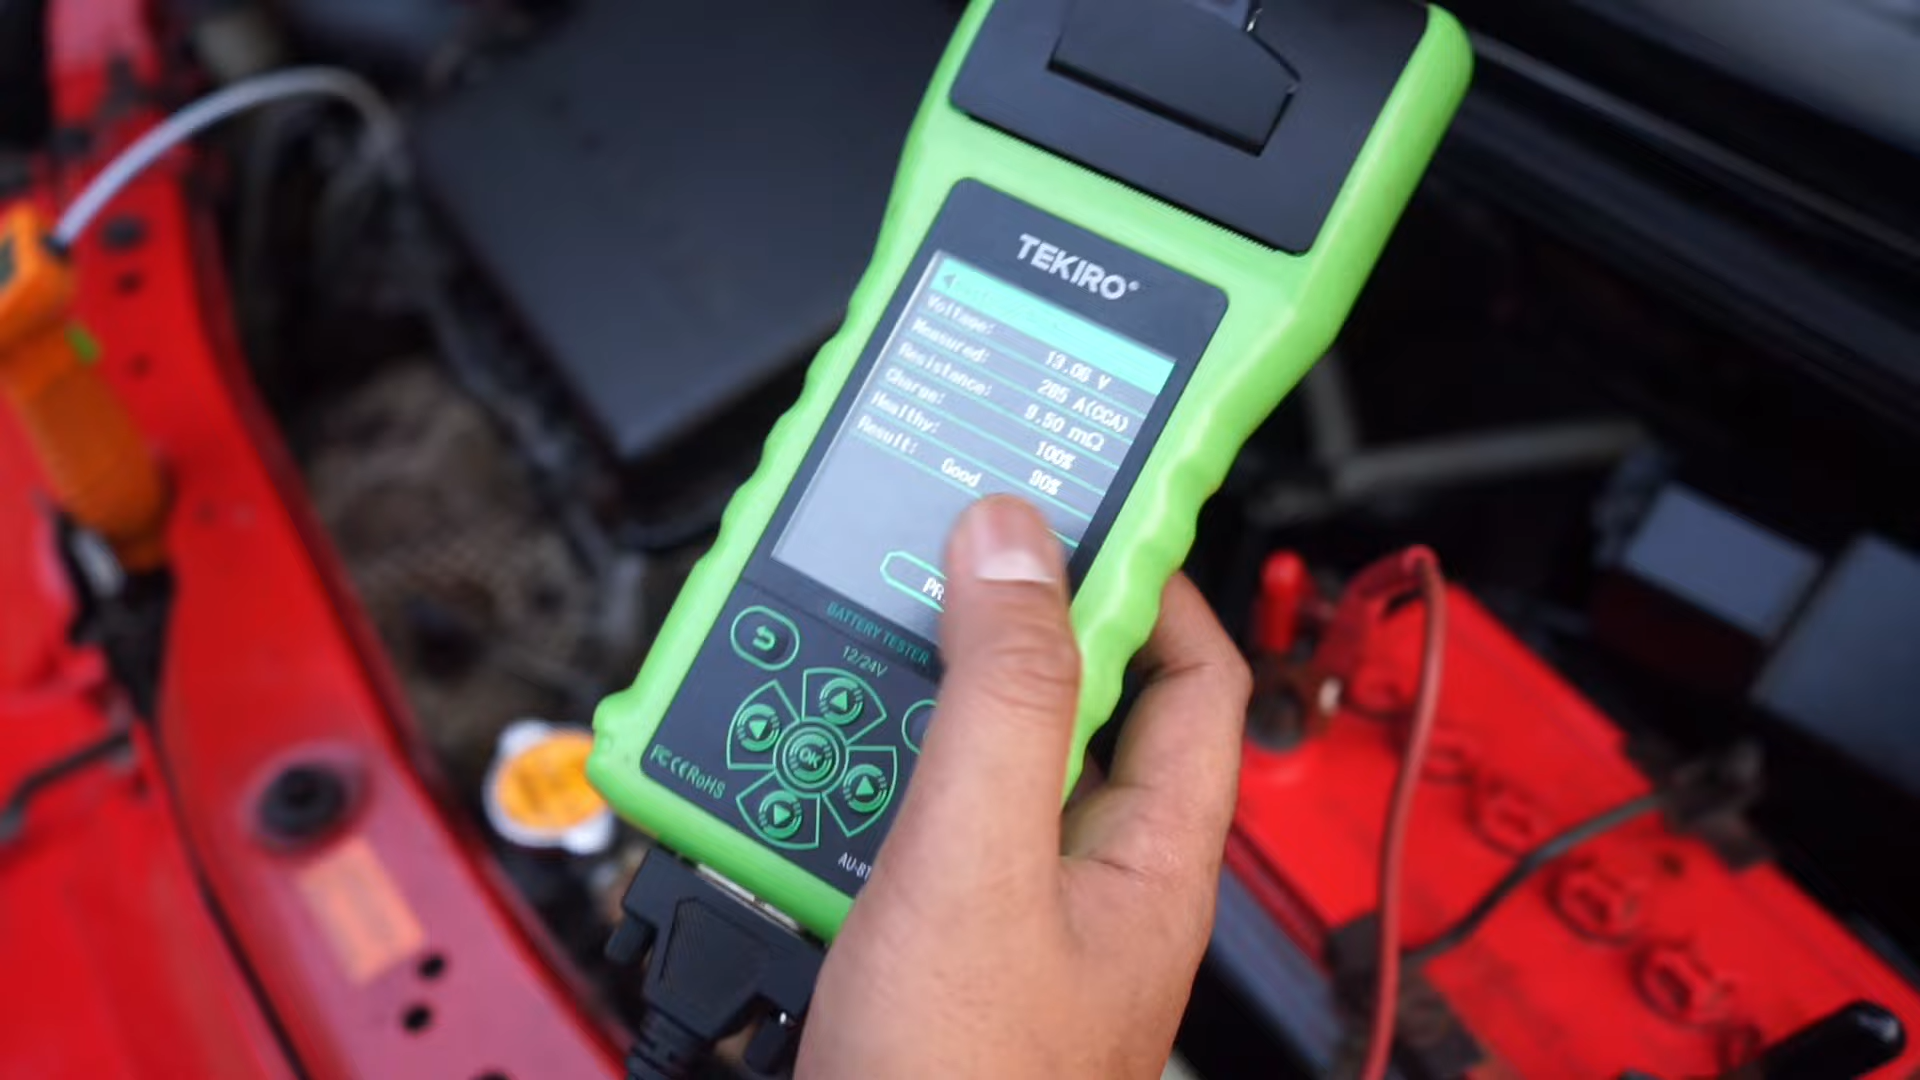 TEKIRO®
Voltage: 13.06 V
Measured: 285 A(CCA)
Resistance: 9.50 mΩ
Charge: 100%
Healthy: 90%
Result: Good
BATTERY TESTER
12/24V
OK
FC CE RoHS